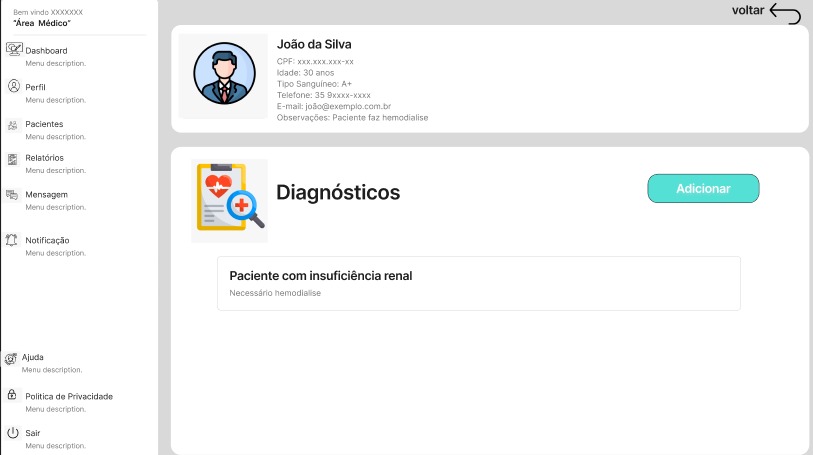 Bem vindo XXXXXXX
"Área Médico"
Dashboard
Menu description.
Perfil
Menu description.
Pacientes
Menu description.
Relatórios
Menu description.
Mensagem
Menu description.
Notificação
Menu description.
Ajuda
Menu description.
Politica de Privacidade
Menu description.
Sair
Menu description.
voltar
João da Silva
CPF: xxx.xxx.xxx-xx
Idade: 30 anos
Tipo Sanguíneo: A+
Telefone: 35 9xxxx-xxxx
E-mail: joão@exemplo.com.br
Observações: Paciente faz hemodialise
Diagnósticos
Adicionar
Paciente com insuficiência renal
Necessário hemodialise